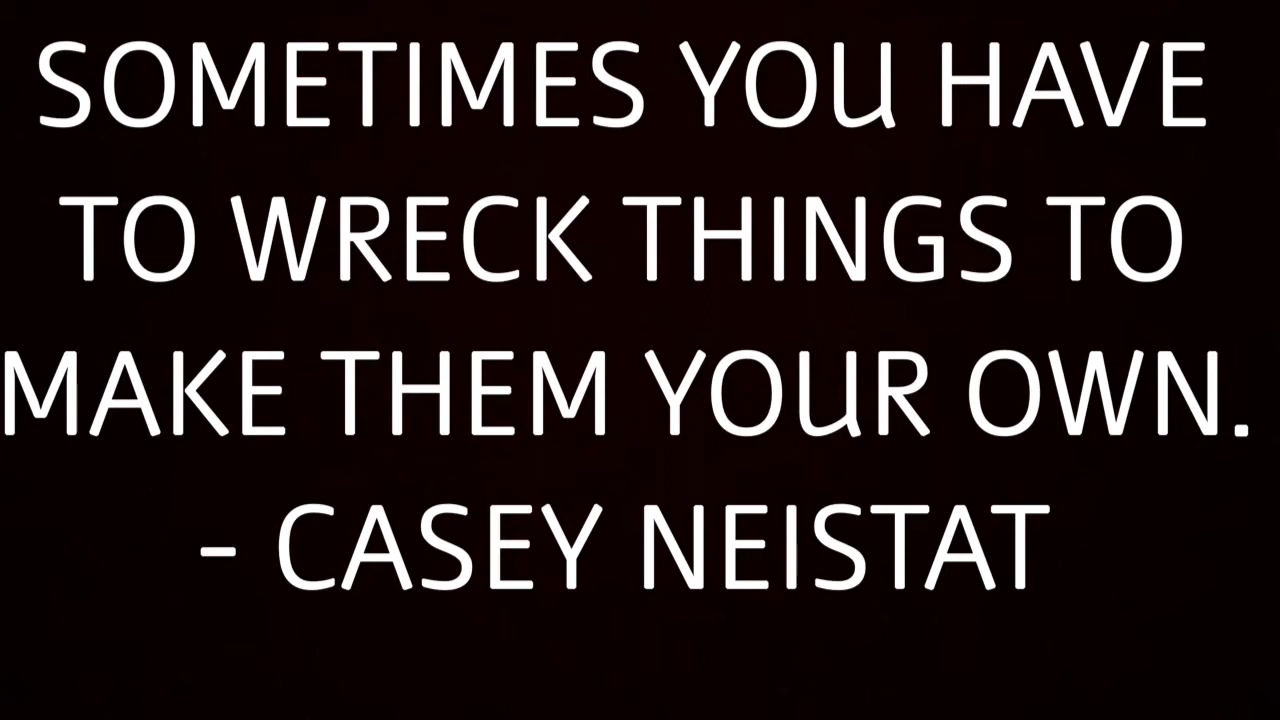 SOMETIMES YOU HAVE
TO WRECK THINGS TO
MAKE THEM YOUR OWN.
- CASEY NEISTAT